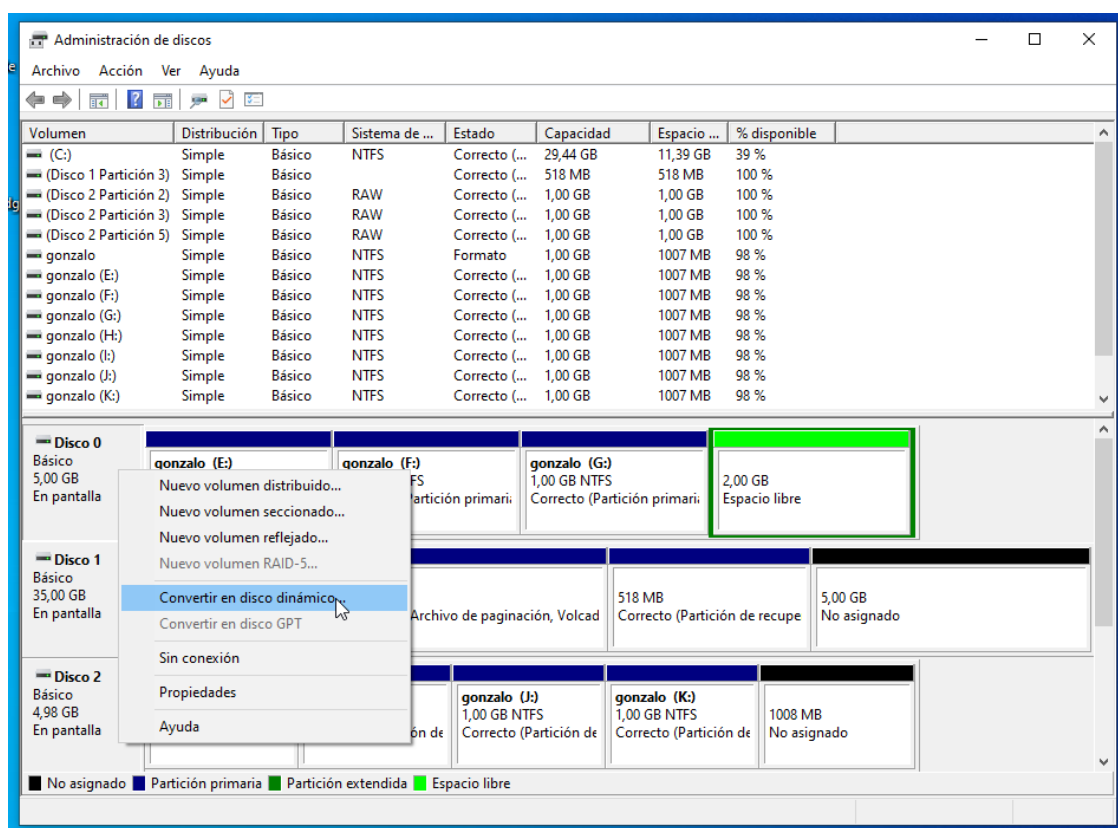 Administración de discos
Archivo Acción Ver Ayuda
Volumen Distribución Tipo Sistema de ... Estado Capacidad Espacio ... % disponible
(C:) Simple Básico NTFS Correcto (... 29,44 GB 11,39 GB 39 %
(Disco 1 Partición 3) Simple Básico Correcto (... 518 MB 518 MB 100 %
(Disco 2 Partición 2) Simple Básico RAW Correcto (... 1,00 GB 1,00 GB 100 %
(Disco 2 Partición 3) Simple Básico RAW Correcto (... 1,00 GB 1,00 GB 100 %
(Disco 2 Partición 5) Simple Básico RAW Correcto (... 1,00 GB 1,00 GB 100 %
gonzalo Simple Básico NTFS Formato 1,00 GB 1007 MB 98 %
gonzalo (E:) Simple Básico NTFS Correcto (... 1,00 GB 1007 MB 98 %
gonzalo (F:) Simple Básico NTFS Correcto (... 1,00 GB 1007 MB 98 %
gonzalo (G:) Simple Básico NTFS Correcto (... 1,00 GB 1007 MB 98 %
gonzalo (H:) Simple Básico NTFS Correcto (... 1,00 GB 1007 MB 98 %
gonzalo (I:) Simple Básico NTFS Correcto (... 1,00 GB 1007 MB 98 %
gonzalo (J:) Simple Básico NTFS Correcto (... 1,00 GB 1007 MB 98 %
gonzalo (K:) Simple Básico NTFS Correcto (... 1,00 GB 1007 MB 98 %
Disco 0
Básico
5,00 GB
En pantalla
gonzalo (E:)
gonzalo (F:)
FS
artición primari
gonzalo (G:)
1,00 GB NTFS
Correcto (Partición primari
2,00 GB
Espacio libre
Nuevo volumen distribuido...
Nuevo volumen seccionado...
Nuevo volumen reflejado...
Nuevo volumen RAID-5...
Convertir en disco dinámico...
Convertir en disco GPT
Sin conexión
Propiedades
Ayuda
Disco 1
Básico
35,00 GB
En pantalla
Archivo de paginación, Volcad
518 MB
Correcto (Partición de recupe
5,00 GB
No asignado
Disco 2
Básico
4,98 GB
En pantalla
ón de
gonzalo (J:)
1,00 GB NTFS
Correcto (Partición de
gonzalo (K:)
1,00 GB NTFS
Correcto (Partición de
1008 MB
No asignado
No asignado Partición primaria Partición extendida Espacio libre